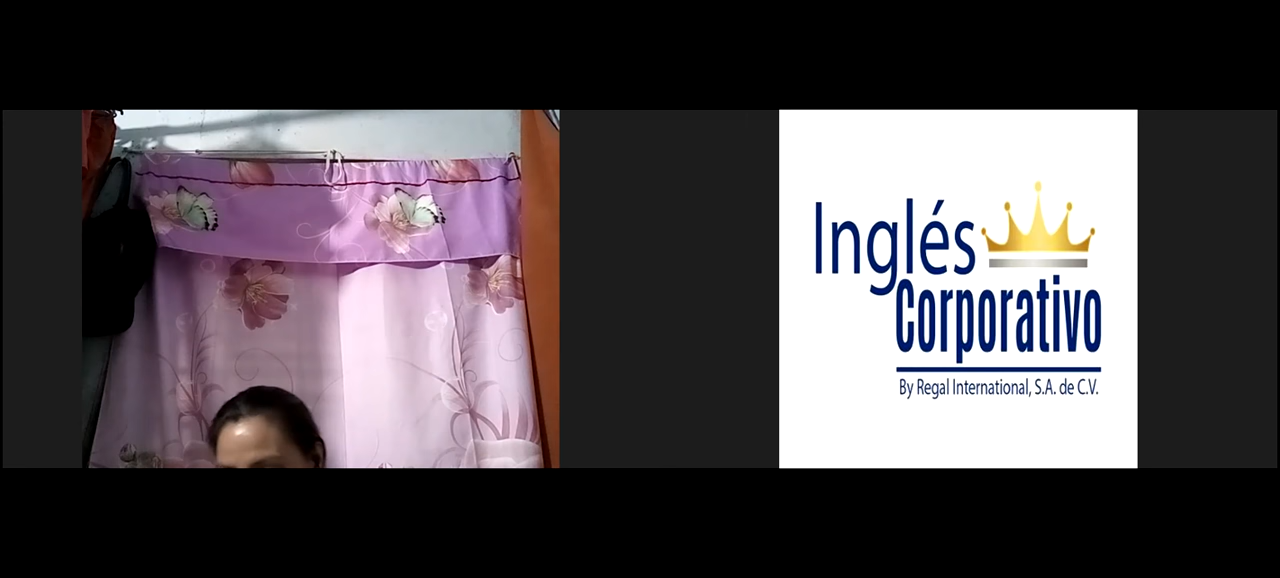 Inglés
Corporativo
By Regal International, S.A. de C.V.